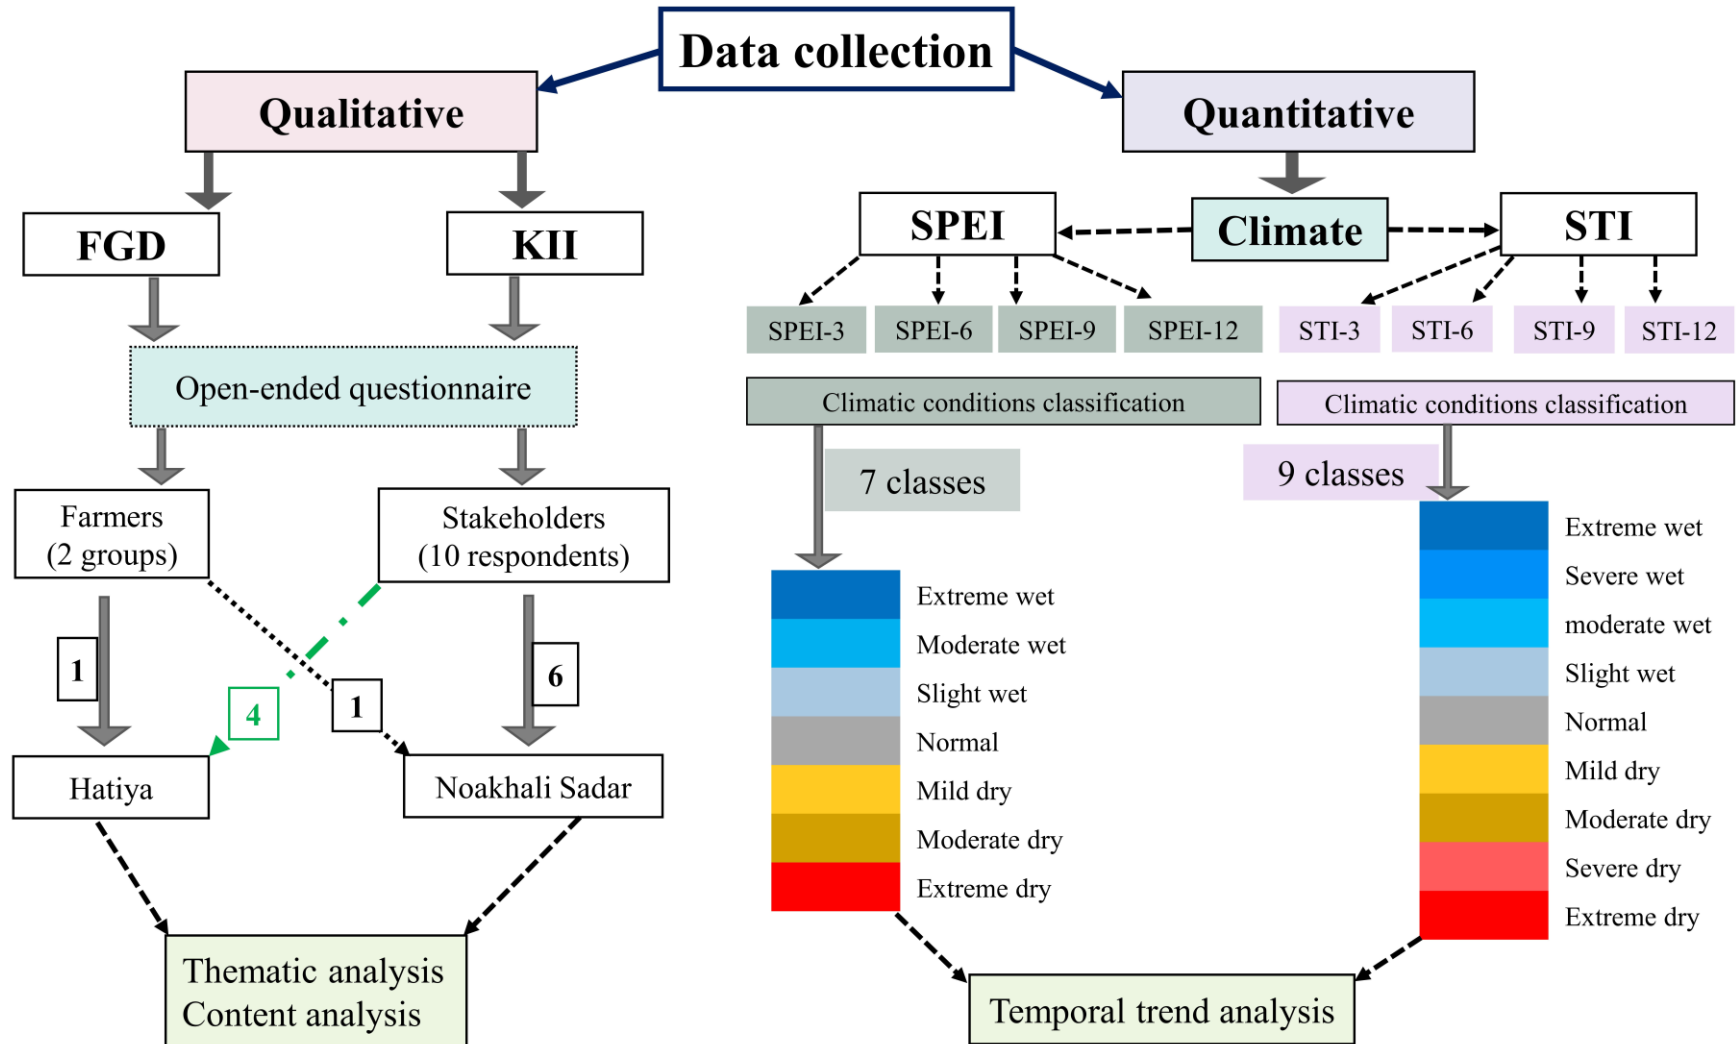 Data collection
Qualitative
Quantitative
FGD
KII
SPEI
Climate
STI
SPEI-3
SPEI-6
SPEI-9
SPEI-12
STI-3
STI-6
STI-9
STI-12
Open-ended questionnaire
Climatic conditions classification
Climatic conditions classification
7 classes
9 classes
Farmers
(2 groups)
Stakeholders
(10 respondents)
1
4
1
6
Hatiya
Noakhali Sadar
Thematic analysis
Content analysis
Extreme wet
Moderate wet
Slight wet
Normal
Mild dry
Moderate dry
Extreme dry
Extreme wet
Severe wet
moderate wet
Slight wet
Normal
Mild dry
Moderate dry
Severe dry
Extreme dry
Temporal trend analysis